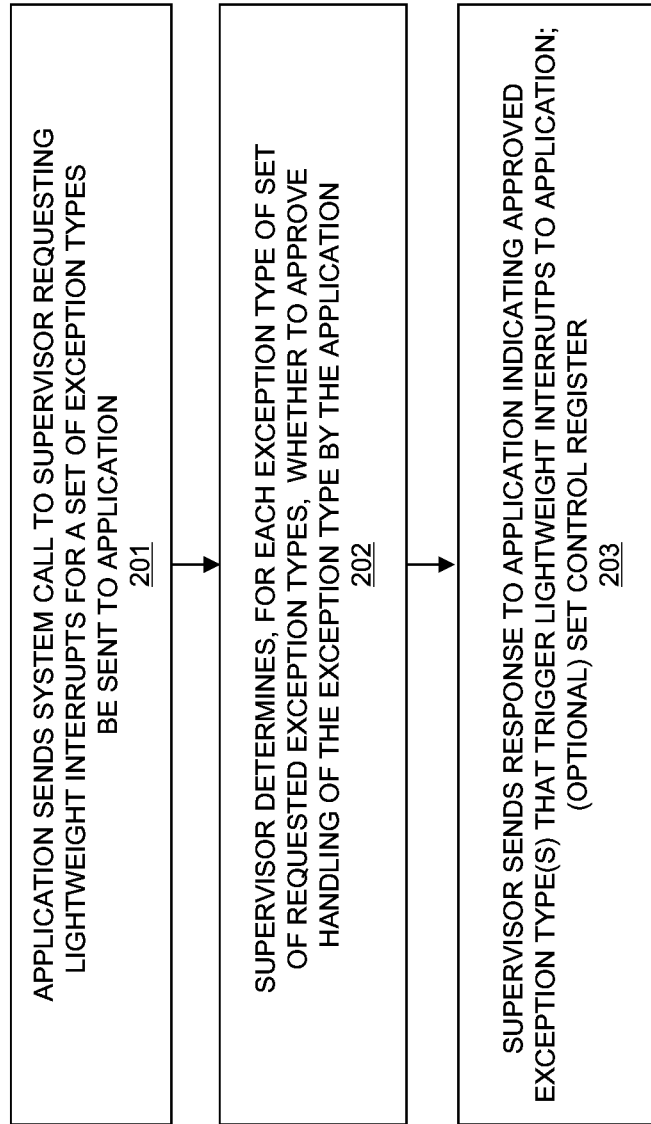 APPLICATION SENDS SYSTEM CALL TO SUPERVISOR REQUESTING
LIGHTWEIGHT INTERRUPTS FOR A SET OF EXCEPTION TYPES
BE SENT TO APPLICATION
201
SUPERVISOR DETERMINES, FOR EACH EXCEPTION TYPE OF SET
OF REQUESTED EXCEPTION TYPES, WHETHER TO APPROVE
HANDLING OF THE EXCEPTION TYPE BY THE APPLICATION
202
SUPERVISOR SENDS RESPONSE TO APPLICATION INDICATING APPROVED
EXCEPTION TYPE(S) THAT TRIGGER LIGHTWEIGHT INTERRUTPS TO APPLICATION;
(OPTIONAL) SET CONTROL REGISTER
203